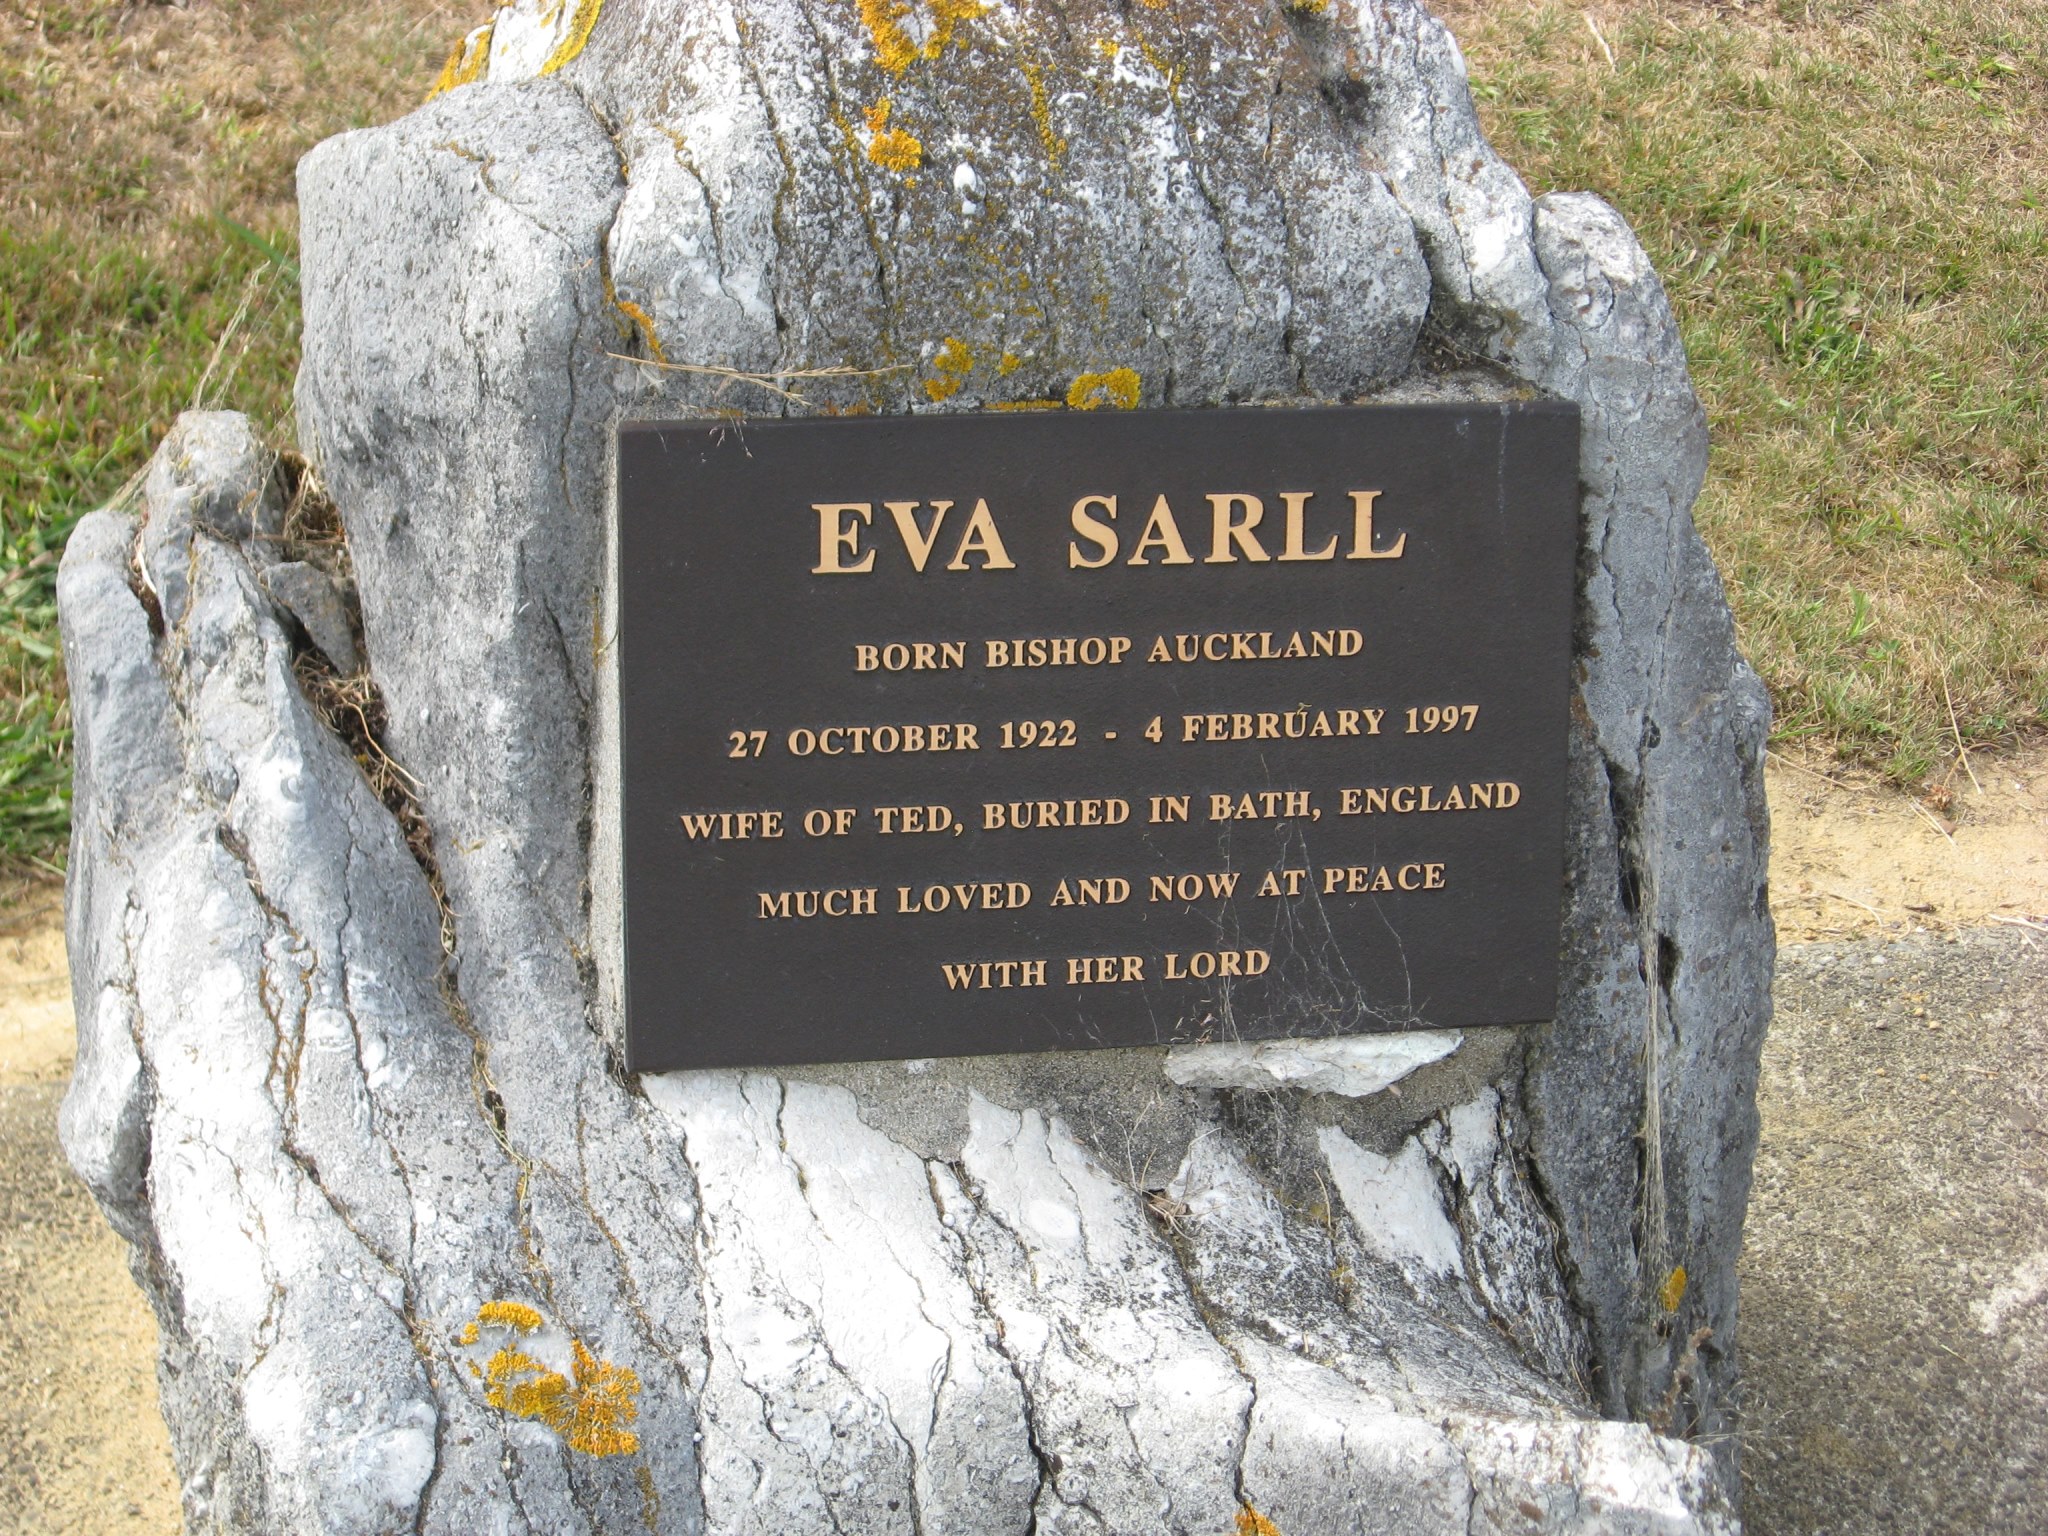 EVA SARLL
BORN BISHOP AUCKLAND
27 OCTOBER 1922 - 4 FEBRUARY 1997
WIFE OF TED, BURIED IN BATH, ENGLAND
MUCH LOVED AND NOW AT PEACE
WITH HER LORD